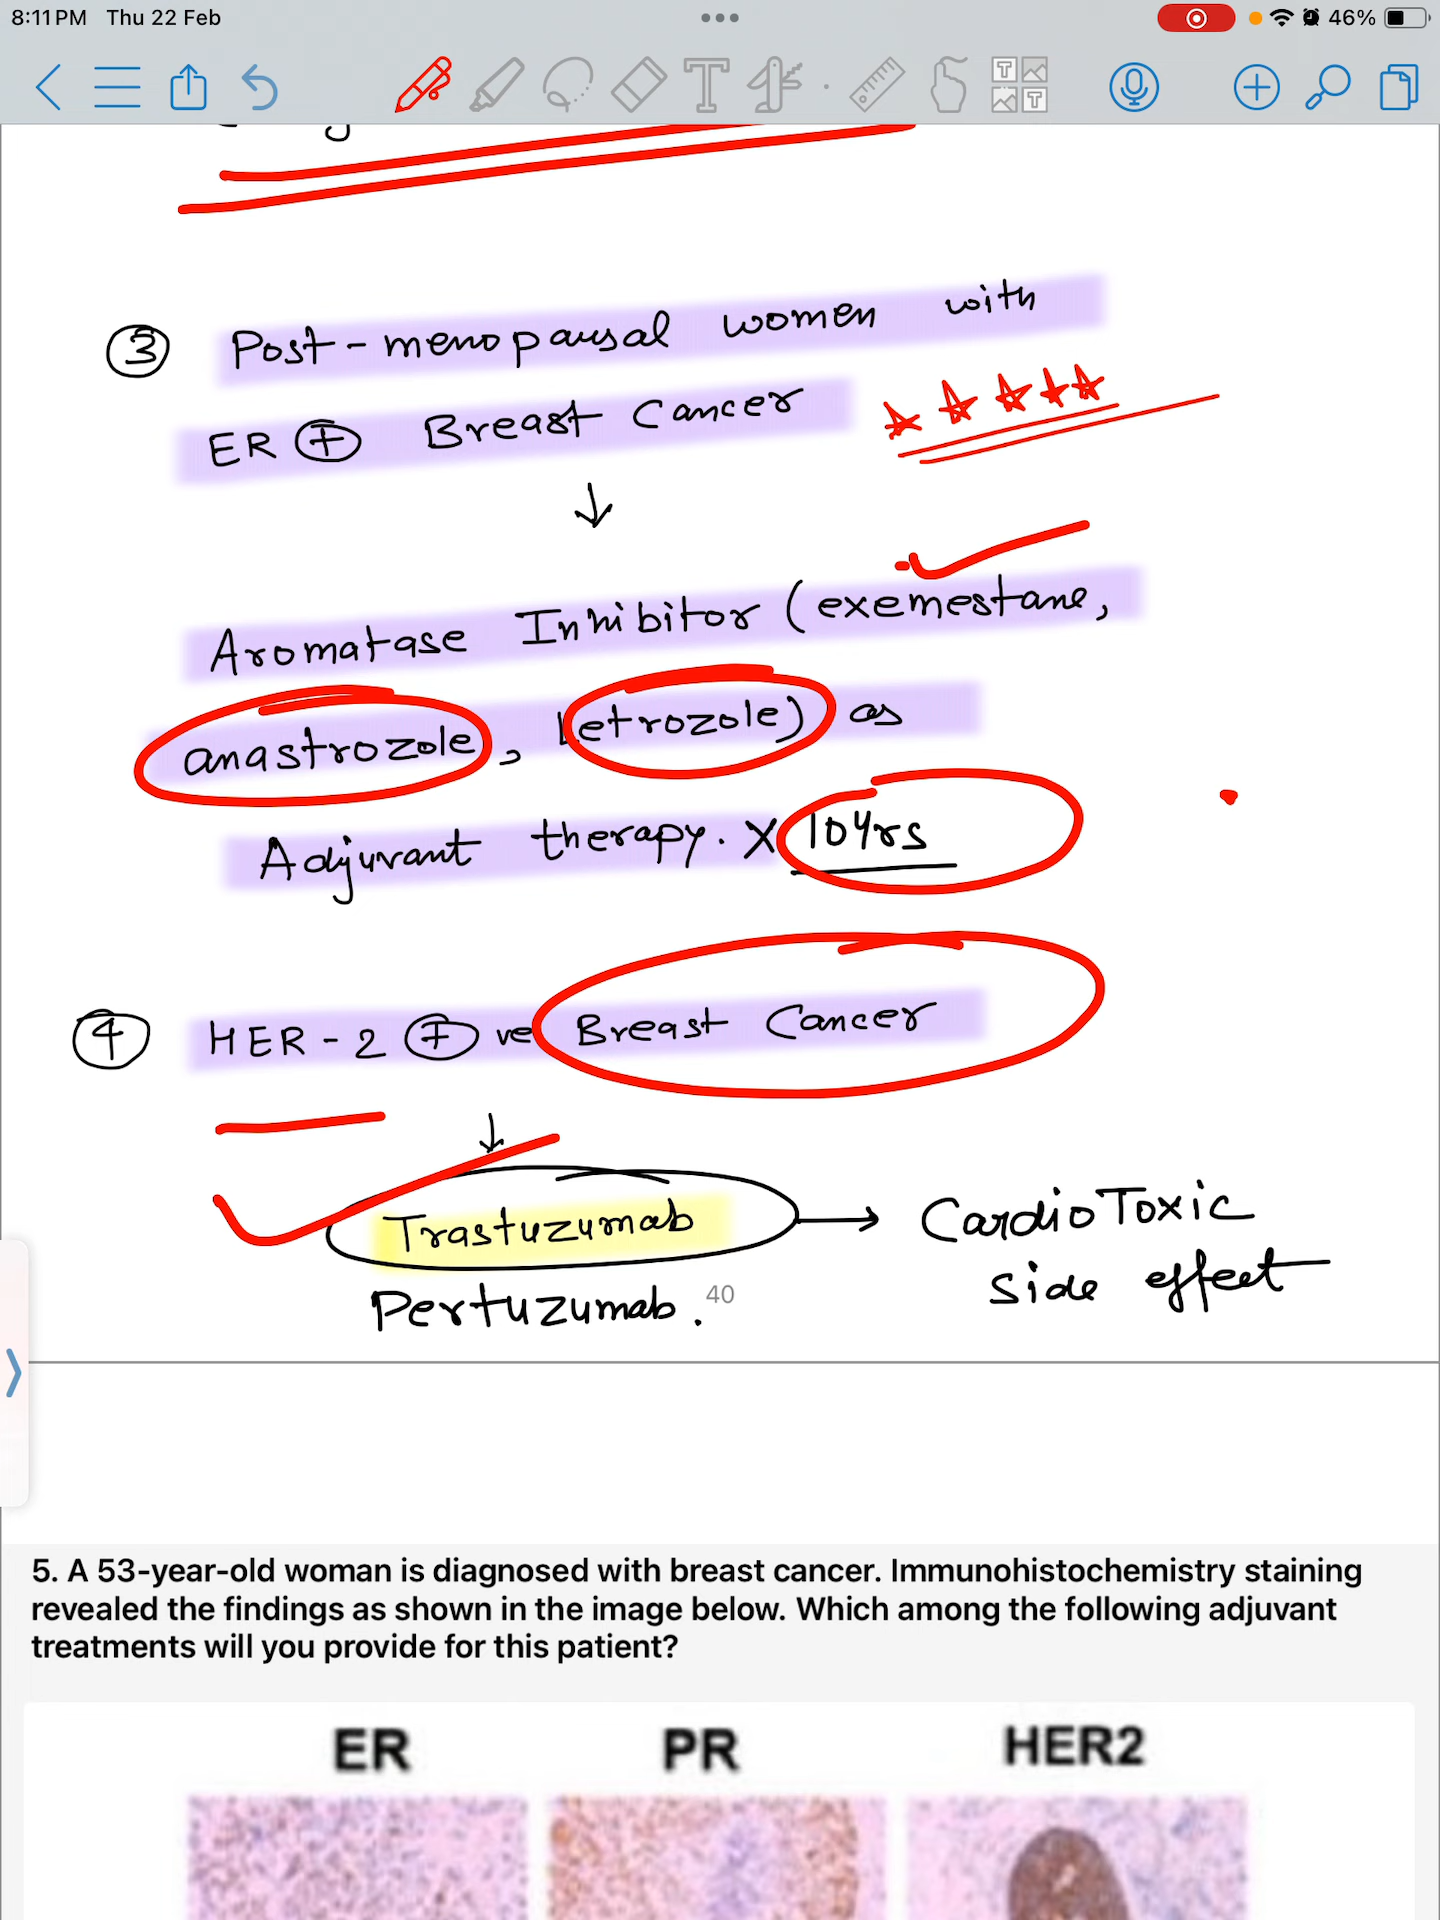 8:11 PM Thu 22 Feb
46%
③ Post-menopausal women with
ER ⊕ Breast Cancer
↓
Aromatase Inhibitor (exemestane,
anastrozole, Letrozole) as
Adjuvant therapy. X 10Yrs
④ HER-2 ⊕ ve Breast Cancer
↓
Trastuzumab → CardioToxic
side effect
Pertuzumab.
40
5. A 53-year-old woman is diagnosed with breast cancer. Immunohistochemistry staining
revealed the findings as shown in the image below. Which among the following adjuvant
treatments will you provide for this patient?
ER PR HER2